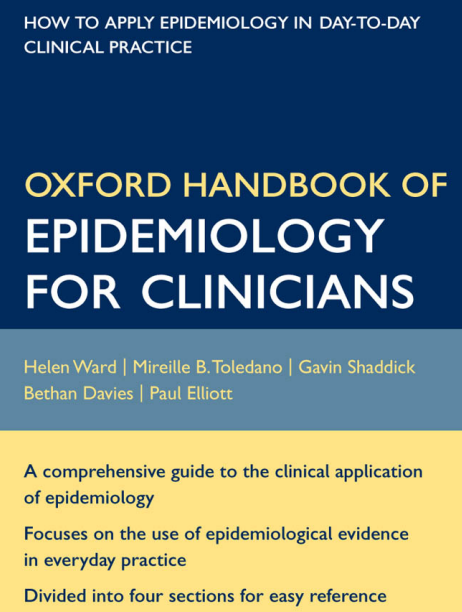 HOW TO APPLY EPIDEMIOLOGY IN DAY-TO-DAY
CLINICAL PRACTICE
OXFORD HANDBOOK OF
EPIDEMIOLOGY
FOR CLINICIANS
Helen Ward | Mireille B. Toledano | Gavin Shaddick
Bethan Davies | Paul Elliott
A comprehensive guide to the clinical application
of epidemiology
Focuses on the use of epidemiological evidence
in everyday practice
Divided into four sections for easy reference